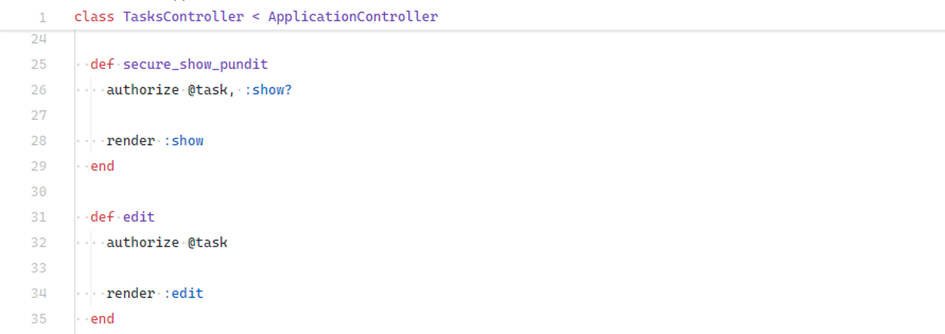 1 class TasksController < ApplicationController
24
25 def secure_show_pundit
26 authorize @task, :show?
27
28 render :show
29 end
30
31 def edit
32 authorize @task
33
34 render :edit
35 end